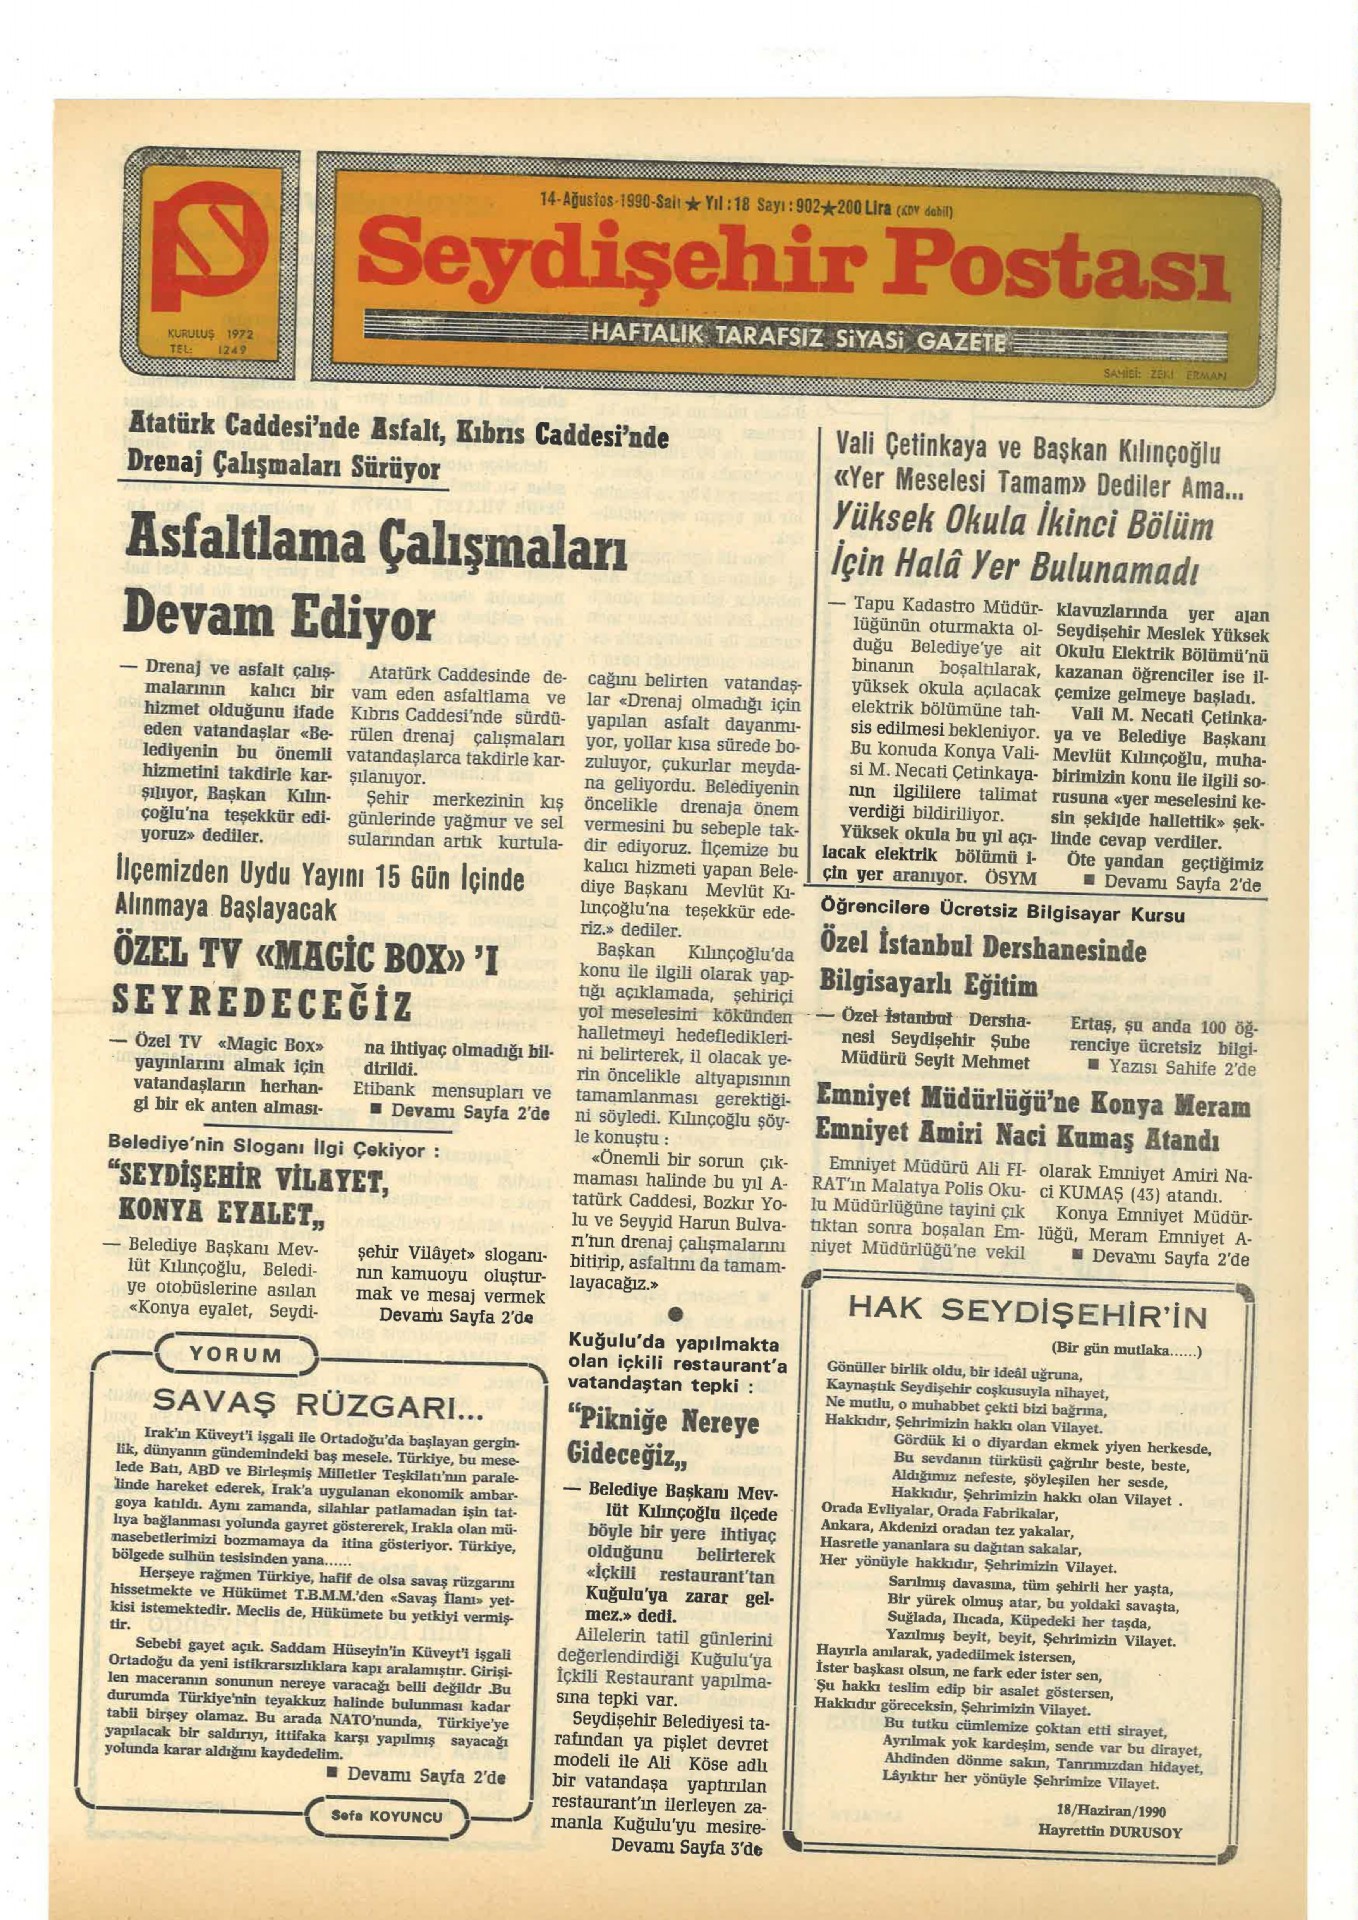 14-Ağustos-1990-Salı ★ Yıl : 18 Sayı : 902 ★ 200 Lira (KDV dahil)
Seydişehir Postası
HAFTALIK TARAFSIZ SİYASİ GAZETE
SAHİBİ: ZEKİ ERMAN
KURULUŞ 1972
TEL: 1249
Atatürk Caddesi'nde Asfalt, Kıbrıs Caddesi'nde
Drenaj Çalışmaları Sürüyor
Asfaltlama Çalışmaları
Devam Ediyor
— Drenaj ve asfalt çalış-
malarının kalıcı bir
hizmet olduğunu ifade
eden vatandaşlar «Be-
lediyenin bu önemli
hizmetini takdirle kar-
şılıyor, Başkan Kılın-
çoğlu'na teşekkür edi-
yoruz» dediler.
Atatürk Caddesinde de-
vam eden asfaltlama ve
Kıbrıs Caddesi'nde sürdü-
rülen drenaj çalışmaları
vatandaşlarca takdirle kar-
şılanıyor.
Şehir merkezinin kış
günlerinde yağmur ve sel
sularından artık kurtula-
cağını belirten vatandaş-
lar «Drenaj olmadığı için
yapılan asfalt dayanmı-
yor, yollar kısa sürede bo-
zuluyor, çukurlar meyda-
na geliyordu. Belediyenin
öncelikle drenaja önem
vermesini bu sebeple tak-
dir ediyoruz. İlçemize bu
kalıcı hizmeti yapan Bele-
diye Başkanı Mevlüt Kı-
lınçoğlu'na teşekkür ede-
riz.» dediler.
Başkan Kılınçoğlu'da
konu ile ilgili olarak yap-
tığı açıklamada, şehiriçi
yol meselesini kökünden
halletmeyi hedefledikleri-
ni belirterek, il olacak ye-
rin öncelikle altyapısının
tamamlanması gerektiği-
ni söyledi. Kılınçoğlu şöy-
le konuştu :
«Önemli bir sorun çık-
maması halinde bu yıl A-
tatürk Caddesi, Bozkır Yo-
lu ve Seyyid Harun Bulva-
rı'nın drenaj çalışmalarını
bitirip, asfaltını da tamam-
layacağız.»
İlçemizden Uydu Yayını 15 Gün İçinde
Alınmaya Başlayacak
ÖZEL TV «MAGİC BOX» 'I
SEYREDECEĞİZ
— Özel TV «Magic Box»
yayınlarını almak için
vatandaşların herhan-
gi bir ek anten alması-
na ihtiyaç olmadığı bil-
dirildi.
Etibank mensupları ve
■ Devamı Sayfa 2'de
Belediye'nin Sloganı İlgi Çekiyor :
"SEYDİŞEHİR VİLAYET,
KONYA EYALET„
— Belediye Başkanı Mev-
lüt Kılınçoğlu, Beledi-
ye otobüslerine asılan
«Konya eyalet, Seydi-
şehir Vilâyet» sloganı-
nın kamuoyu oluştur-
mak ve mesaj vermek
Devamı Sayfa 2'de
YORUM
SAVAŞ RÜZGARI...
Irak'ın Küveyt'i işgali ile Ortadoğu'da başlayan gergin-
lik, dünyanın gündemindeki baş mesele. Türkiye, bu mese-
lede Batı, ABD ve Birleşmiş Milletler Teşkilatı'nın parale-
linde hareket ederek, Irak'a uygulanan ekonomik ambar-
goya katıldı. Aynı zamanda, silahlar patlamadan işin tat-
lıya bağlanması yolunda gayret göstererek, Irakla olan mü-
nasebetlerimizi bozmamaya da itina gösteriyor. Türkiye,
bölgede sulhün tesisinden yana.....:
Herşeye rağmen Türkiye, hafif de olsa savaş rüzgarını
hissetmekte ve Hükümet T.B.M.M.'den «Savaş İlanı» yet-
kisi istemektedir. Meclis de, Hükümete bu yetkiyi vermiş-
tir.
Sebebi gayet açık. Saddam Hüseyin'in Küveyt'i işgali
Ortadoğu da yeni istikrarsızlıklara kapı aralamıştır. Girişi-
len maceranın sonunun nereye varacağı belli değildr .Bu
durumda Türkiye'nin teyakkuz halinde bulunması kadar
tabii birşey olamaz. Bu arada NATO'nunda, Türkiye'ye
yapılacak bir saldırıyı, ittifaka karşı yapılmış sayacağı
yolunda karar aldığını kaydedelim.
■ Devamı Sayfa 2'de
Sefa KOYUNCU
Kuğulu'da yapılmakta
olan içkili restaurant'a
vatandaştan tepki :
"Pikniğe Nereye
Gideceğiz„
— Belediye Başkanı Mev-
lüt Kılınçoğlu ilçede
böyle bir yere ihtiyaç
olduğunu belirterek
«İçkili restaurant'tan
Kuğulu'ya zarar gel-
mez.» dedi.
Ailelerin tatil günlerini
değerlendirdiği Kuğulu'ya
İçkili Restaurant yapılma-
sına tepki var.
Seydişehir Belediyesi ta-
rafından ya pişlet devret
modeli ile Ali Köse adlı
bir vatandaşa yaptırılan
restaurant'ın ilerleyen za-
manla Kuğulu'yu mesire-
Devamı Sayfa 3'de
Vali Çetinkaya ve Başkan Kılınçoğlu
«Yer Meselesi Tamam» Dediler Ama...
Yüksek Okula İkinci Bölüm
İçin Halâ Yer Bulunamadı
— Tapu Kadastro Müdür-
lüğünün oturmakta ol-
duğu Belediye'ye ait
binanın boşaltılarak,
yüksek okula açılacak
elektrik bölümüne tah-
sis edilmesi bekleniyor.
Bu konuda Konya Vali-
si M. Necati Çetinkaya-
nın ilgililere talimat
verdiği bildiriliyor.
Yüksek okula bu yıl açı-
lacak elektrik bölümü i-
çin yer aranıyor. ÖSYM
klavuzlarında yer alan
Seydişehir Meslek Yüksek
Okulu Elektrik Bölümü'nü
kazanan öğrenciler ise il-
çemize gelmeye başladı.
Vali M. Necati Çetinka-
ya ve Belediye Başkanı
Mevlüt Kılınçoğlu, muha-
birimizin konu ile ilgili so-
rusuna «yer meselesini ke-
sin şekilde hallettik» şek-
linde cevap verdiler.
Öte yandan geçtiğimiz
■ Devamı Sayfa 2'de
Öğrencilere Ücretsiz Bilgisayar Kursu
Özel İstanbul Dershanesinde
Bilgisayarlı Eğitim
— Özel İstanbul Dersha-
nesi Seydişehir Şube
Müdürü Seyit Mehmet
Ertaş, şu anda 100 öğ-
renciye ücretsiz bilgi-
■ Yazısı Sahife 2'de
Emniyet Müdürlüğü'ne Konya Meram
Emniyet Amiri Naci Kumaş Atandı
Emniyet Müdürü Ali FI-
RAT'ın Malatya Polis Oku-
lu Müdürlüğüne tayini çık
tıktan sonra boşalan Em-
niyet Müdürlüğü'ne vekil
olarak Emniyet Amiri Na-
ci KUMAŞ (43) atandı.
Konya Emniyet Müdür-
lüğü, Meram Emniyet A-
■ Devamı Sayfa 2'de
HAK SEYDİŞEHİR'İN
(Bir gün mutlaka......)
Gönüller birlik oldu, bir ideâl uğruna,
Kaynaştık Seydişehir coşkusuyla nihayet,
Ne mutlu, o muhabbet çekti bizi bağrına,
Hakkıdır, Şehrimizin hakkı olan Vilayet.
Gördük ki o diyardan ekmek yiyen herkesde,
Bu sevdanın türküsü çağrılır beste, beste,
Aldığımız nefeste, şöyleşilen her sesde,
Hakkıdır, Şehrimizin hakkı olan Vilayet .
Orada Evliyalar, Orada Fabrikalar,
Ankara, Akdenizi oradan tez yakalar,
Hasretle yananlara su dağıtan sakalar,
Her yönüyle hakkıdır, Şehrimizin Vilayet.
Sarılmış davasına, tüm şehirli her yaşta,
Bir yürek olmuş atar, bu yoldaki savaşta,
Suğlada, Ilıcada, Küpedeki her taşda,
Yazılmış beyit, beyit, Şehrimizin Vilayet.
Hayırla anılarak, yadedilmek istersen,
İster başkası olsun, ne fark eder ister sen,
Şu hakkı teslim edip bir asalet göstersen,
Hakkıdır göreceksin, Şehrimizin Vilayet.
Bu tutku cümlemize çoktan etti sirayet,
Ayrılmak yok kardeşim, sende var bu dirayet,
Ahdinden dönme sakın, Tanrımızdan hidayet,
Lâyıktır her yönüyle Şehrimize Vilayet.
18/Haziran/1990
Hayrettin DURUSOY